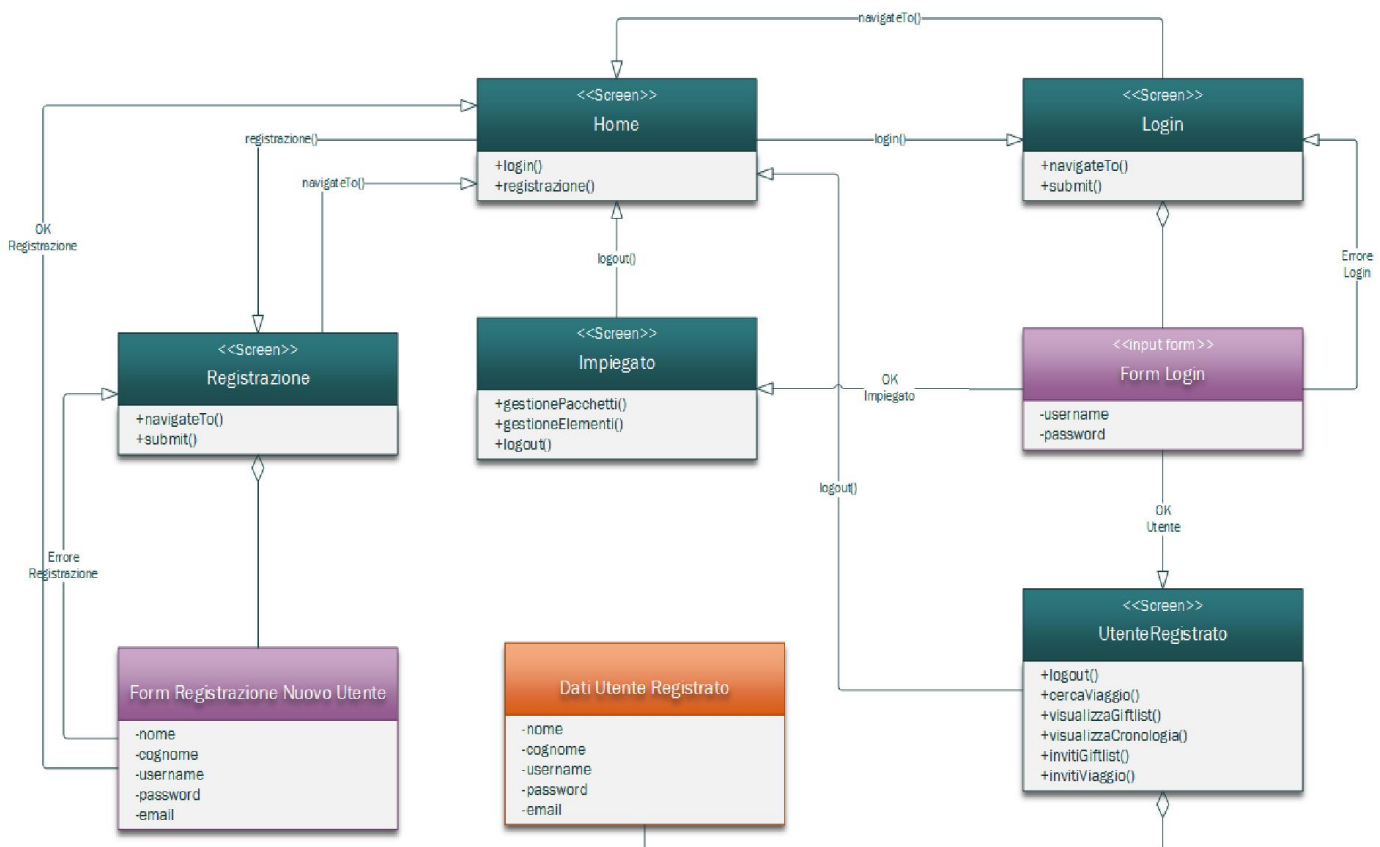 navigateTo()
<<Screen>>
Home
+login()
+registrazione()
<<Screen>>
Login
+navigateTo()
+submit()
registrazione()
login()
navigateTo()
OK
Registrazione
logout()
Errore
Login
<<Screen>>
Registrazione
+navigateTo()
+submit()
<<Screen>>
Impiegato
+gestionePacchetti()
+gestioneElementi()
+logout()
OK
Impiegato
<<input form>>
Form Login
-username
-password
logout()
OK
Utente
Errore
Registrazione
<<Screen>>
UtenteRegistrato
+logout()
+cercaViaggio()
+visualizzaGiftlist()
+visualizzaCronologia()
+invitiGiftlist()
+invitiViaggio()
Form Registrazione Nuovo Utente
-nome
-cognome
-username
-password
-email
Dati Utente Registrato
-nome
-cognome
-username
-password
-email